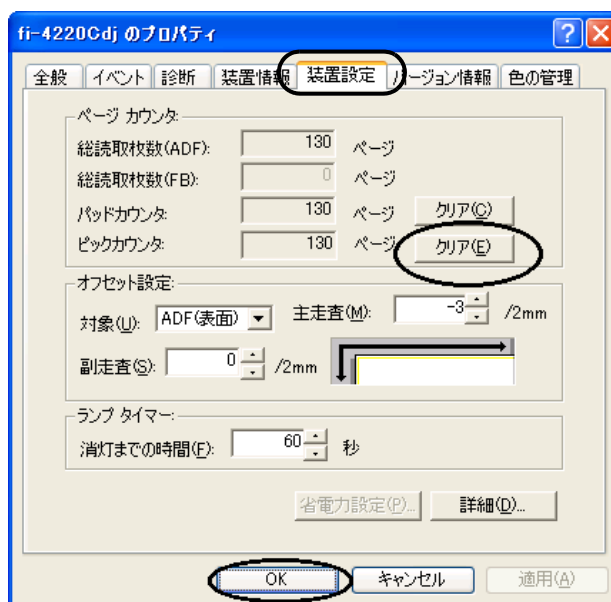 fi-4220Cdj のプロパティ
全般 イベント 診断 装置情報 装置設定 バージョン情報 色の管理
ページ カウンタ:
総読取枚数(ADF): 130 ページ
総読取枚数(FB): 0 ページ
パッドカウンタ: 130 ページ クリア(C)
ピックカウンタ: 130 ページ クリア(E)
オフセット設定:
対象(U): ADF(表面) 主走査(M): -3 /2mm
副走査(S): 0 /2mm
ランプ タイマー:
消灯までの時間(F): 60 秒
省電力設定(P)... 詳細(D)...
OK キャンセル 適用(A)